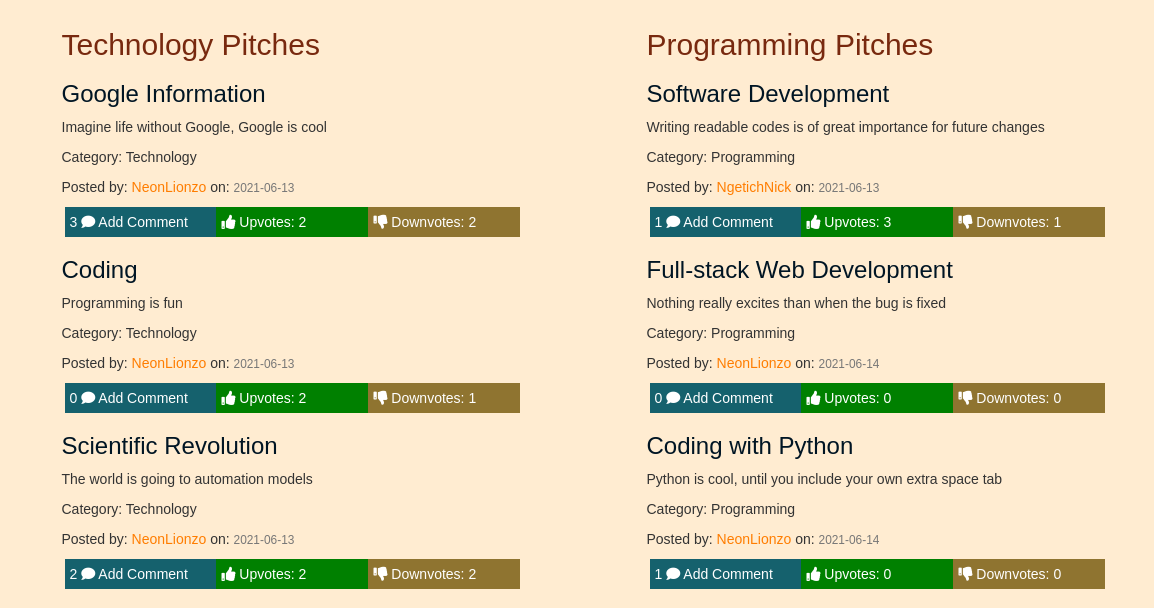 Technology Pitches
Google Information
Imagine life without Google, Google is cool
Category: Technology
Posted by: NeonLionzo on: 2021-06-13
3 Add Comment Upvotes: 2 Downvotes: 2
Coding
Programming is fun
Category: Technology
Posted by: NeonLionzo on: 2021-06-13
0 Add Comment Upvotes: 2 Downvotes: 1
Scientific Revolution
The world is going to automation models
Category: Technology
Posted by: NeonLionzo on: 2021-06-13
2 Add Comment Upvotes: 2 Downvotes: 2
Programming Pitches
Software Development
Writing readable codes is of great importance for future changes
Category: Programming
Posted by: NgetichNick on: 2021-06-13
1 Add Comment Upvotes: 3 Downvotes: 1
Full-stack Web Development
Nothing really excites than when the bug is fixed
Category: Programming
Posted by: NeonLionzo on: 2021-06-14
0 Add Comment Upvotes: 0 Downvotes: 0
Coding with Python
Python is cool, until you include your own extra space tab
Category: Programming
Posted by: NeonLionzo on: 2021-06-14
1 Add Comment Upvotes: 0 Downvotes: 0